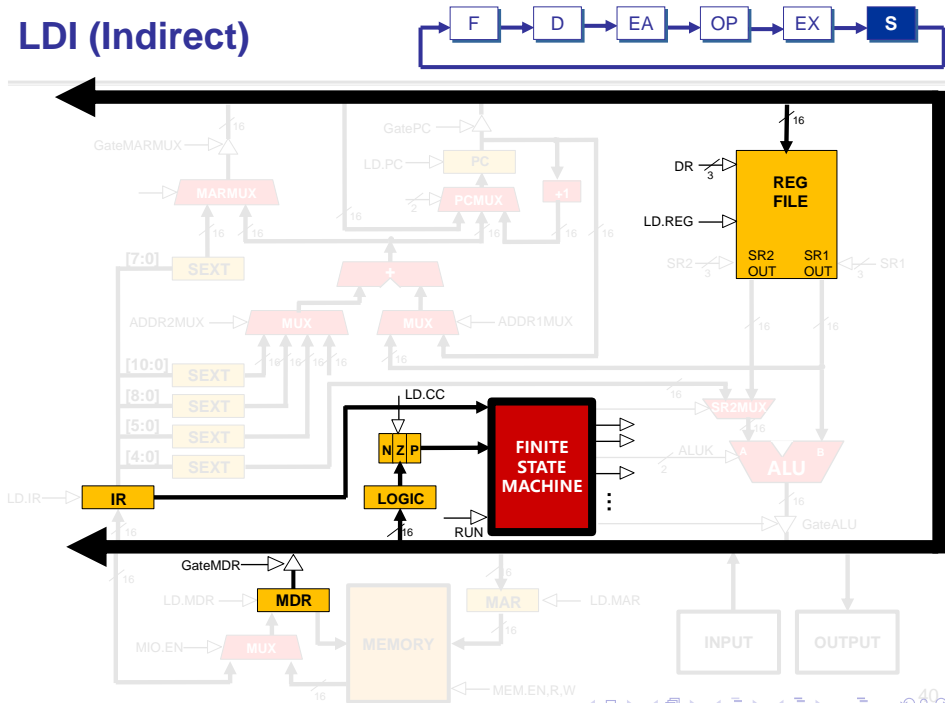 LDI (Indirect)
F D EA OP EX S
16
GatePC
16
GateMARMUX
LD.PC
PC
DR
3
REG
FILE
MARMUX
2
PCMUX
+1
LD.REG
16 16 16 16 16 16
[7:0]
SEXT
SR2
3
SR2
OUT
SR1
OUT
3
SR1
+
ADDR2MUX
MUX
MUX
ADDR1MUX
16
16
[10:0]
SEXT
16 16 16 16
16
[8:0]
SEXT
LD.CC
16
SR2MUX
[5:0]
SEXT
N Z P
FINITE
STATE
MACHINE
16
ALUK
2
A
B
ALU
[4:0]
SEXT
LD.IR
IR
LOGIC
16
RUN
16
GateALU
16
GateMDR
16
LD.MDR
MDR
MAR
LD.MAR
16
MIO.EN
MUX
MEMORY
INPUT
OUTPUT
16
MEM.EN,R,W
40